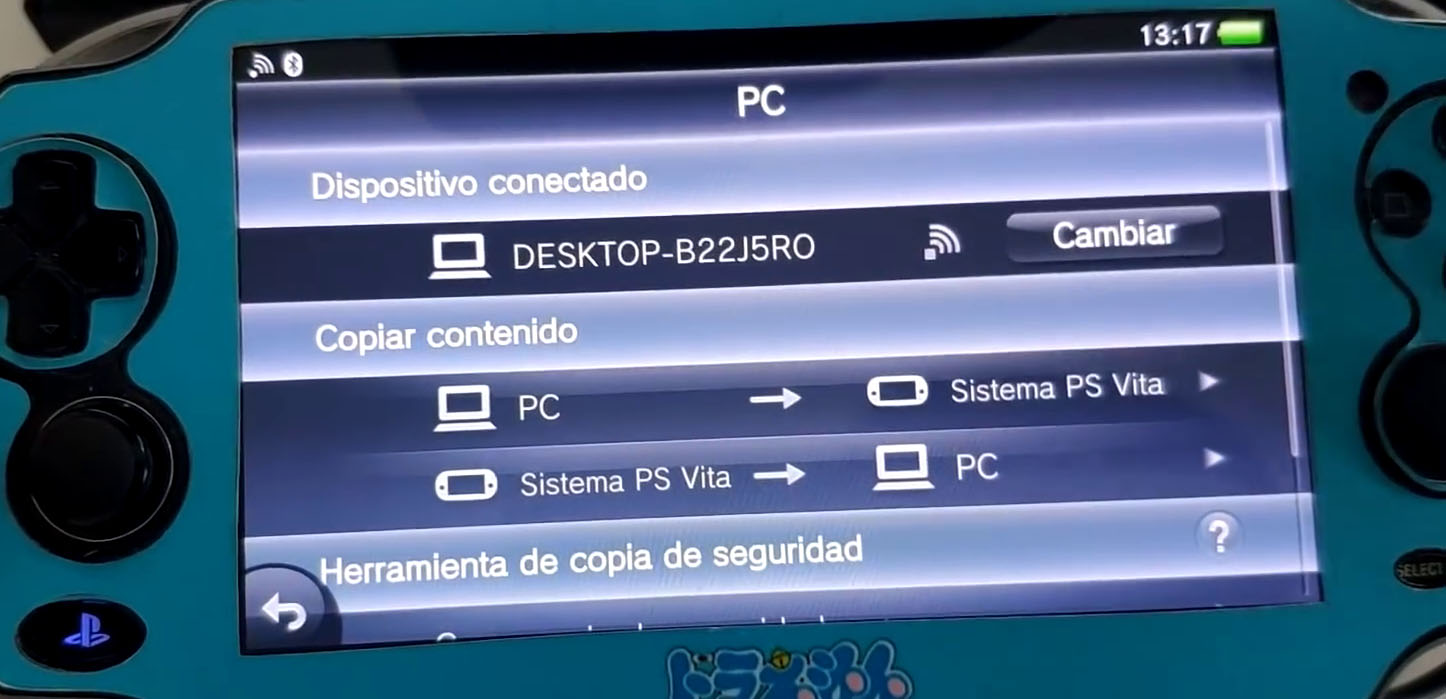 13:17
PC
Dispositivo conectado
DESKTOP-B22J5RO Cambiar
Copiar contenido
PC → Sistema PS Vita
Sistema PS Vita → PC
Herramienta de copia de seguridad ?
SELECT
ドラえもん